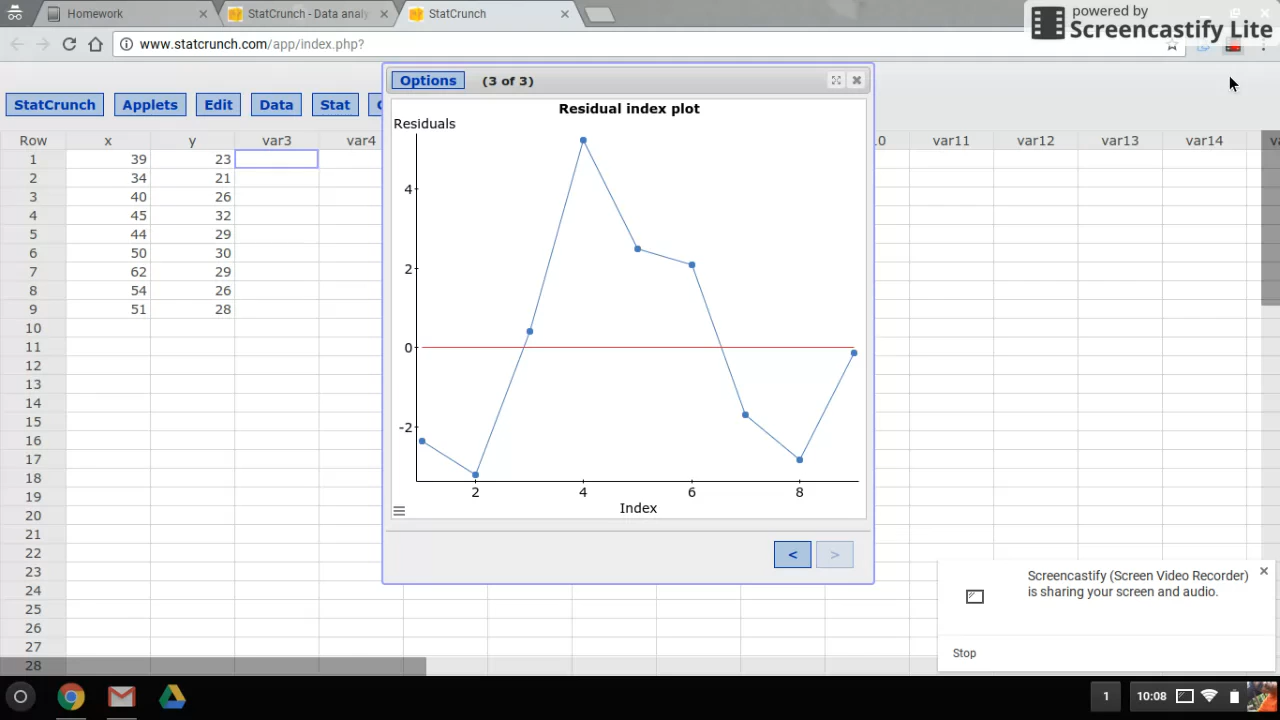 Homework
StatCrunch - Data analy
StatCrunch
powered by
Screencastify Lite
www.statcrunch.com/app/index.php?
StatCrunch Applets Edit Data Stat
Options (3 of 3)
Row x y var3 var4 10 var11 var12 var13 var14 va
1 39 23
2 34 21
3 40 26
4 45 32
5 44 29
6 50 30
7 62 29
8 54 26
9 51 28
10
11
12
13
14
15
16
17
18
19
20
21
22
23
24
25
26
27
28
Residual index plot
Residuals
4
2
0
-2
2 4 6 8
Index
< >
Screencastify (Screen Video Recorder)
is sharing your screen and audio.
Stop
1 10:08